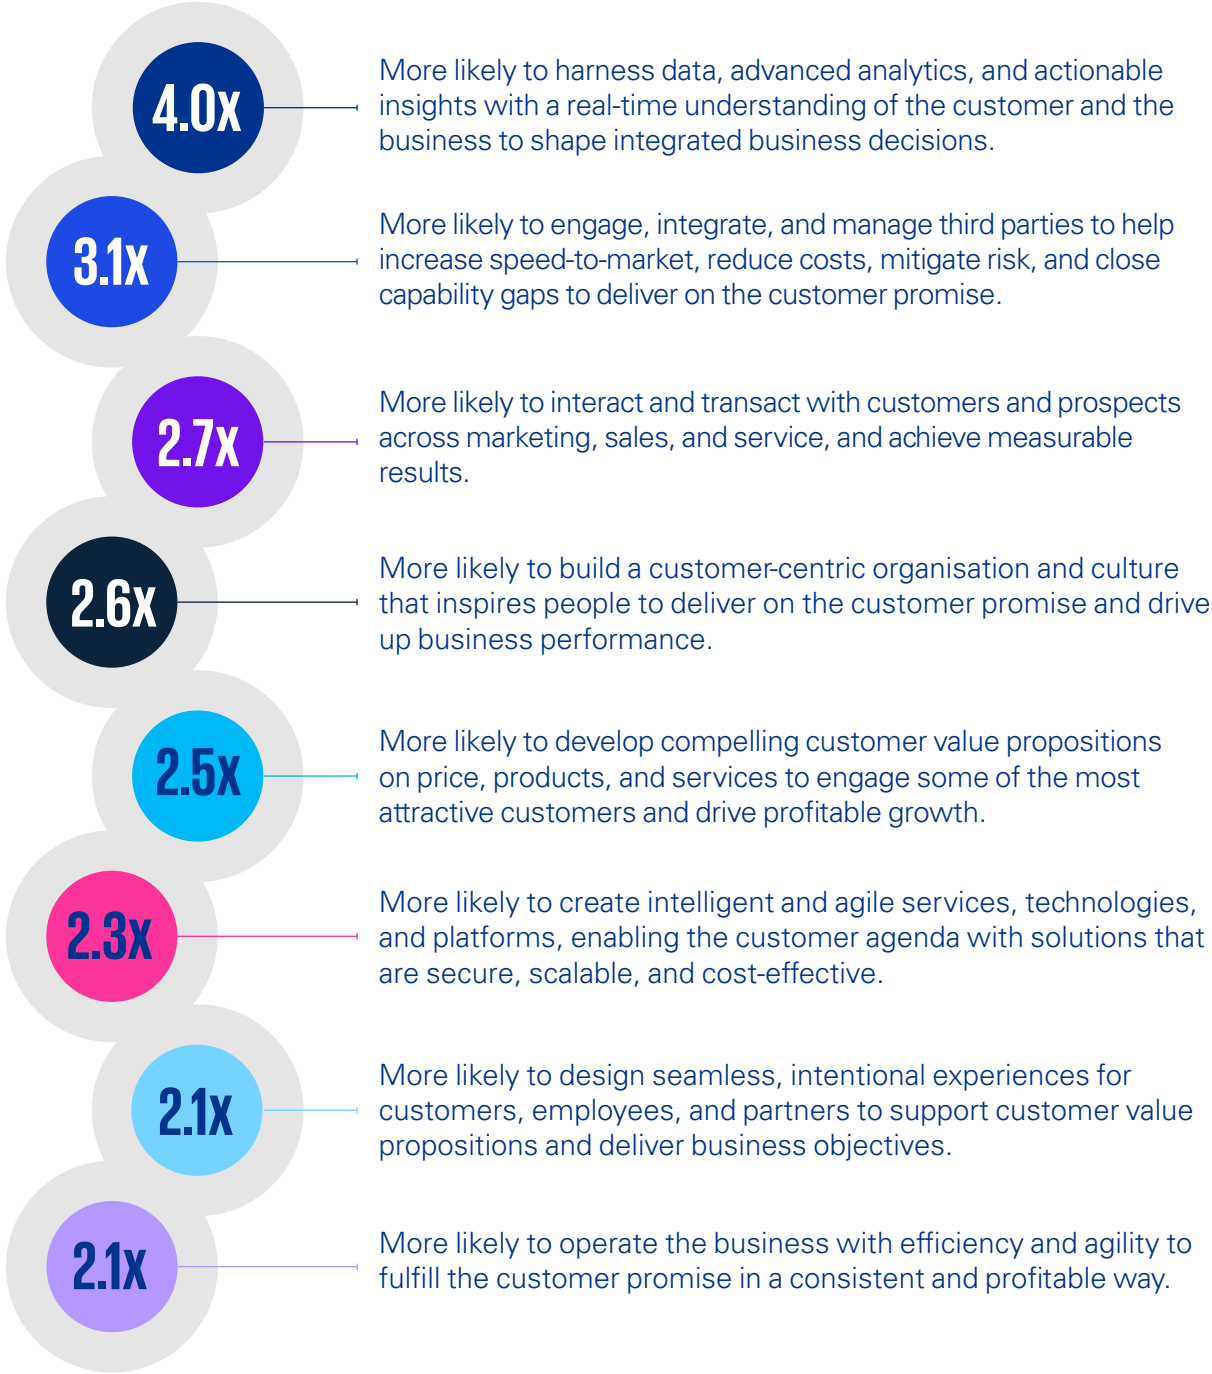 4.0x
More likely to harness data, advanced analytics, and actionable
insights with a real-time understanding of the customer and the
business to shape integrated business decisions.
3.1x
More likely to engage, integrate, and manage third parties to help
increase speed-to-market, reduce costs, mitigate risk, and close
capability gaps to deliver on the customer promise.
2.7x
More likely to interact and transact with customers and prospects
across marketing, sales, and service, and achieve measurable
results.
2.6x
More likely to build a customer-centric organisation and culture
that inspires people to deliver on the customer promise and drive
up business performance.
2.5x
More likely to develop compelling customer value propositions
on price, products, and services to engage some of the most
attractive customers and drive profitable growth.
2.3x
More likely to create intelligent and agile services, technologies,
and platforms, enabling the customer agenda with solutions that
are secure, scalable, and cost-effective.
2.1x
More likely to design seamless, intentional experiences for
customers, employees, and partners to support customer value
propositions and deliver business objectives.
2.1x
More likely to operate the business with efficiency and agility to
fulfill the customer promise in a consistent and profitable way.